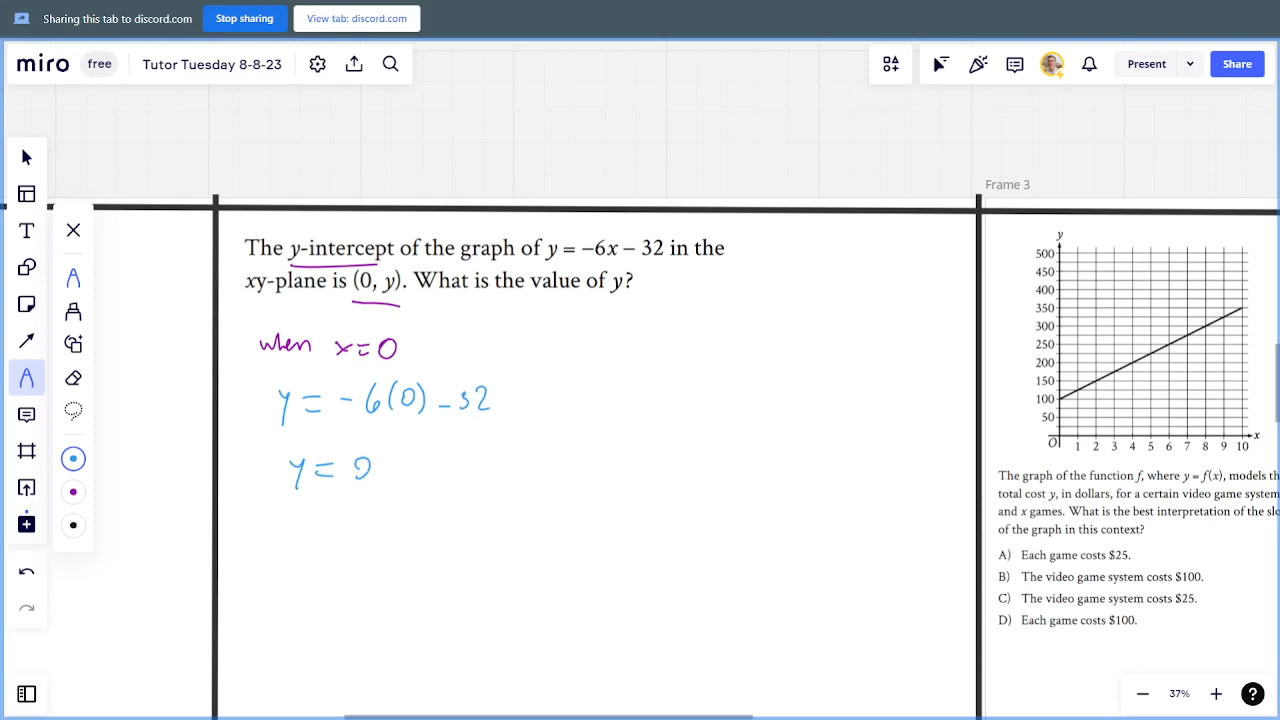 Sharing this tab to discord.com
Stop sharing
View tab: discord.com
miro
free
Tutor Tuesday 8-8-23
Present
Share
Frame 3
The y-intercept of the graph of y = −6x − 32 in the
xy-plane is (0, y). What is the value of y?
when x=0
y = -6(0) - 32
y = 0
y
500
450
400
350
300
250
200
150
100
50
O
1 2 3 4 5 6 7 8 9 10
x
The graph of the function f, where y = f(x), models th
total cost y, in dollars, for a certain video game system
and x games. What is the best interpretation of the slo
of the graph in this context?
A) Each game costs $25.
B) The video game system costs $100.
C) The video game system costs $25.
D) Each game costs $100.
37%